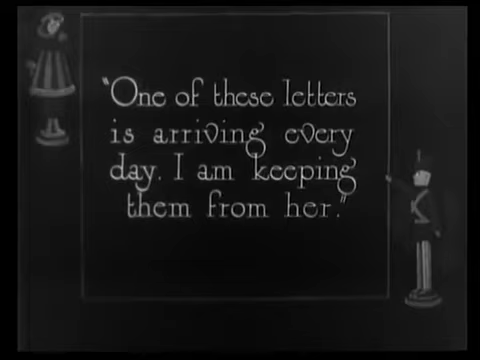 "One of these letters
is arriving every
day. I am keeping
them from her."